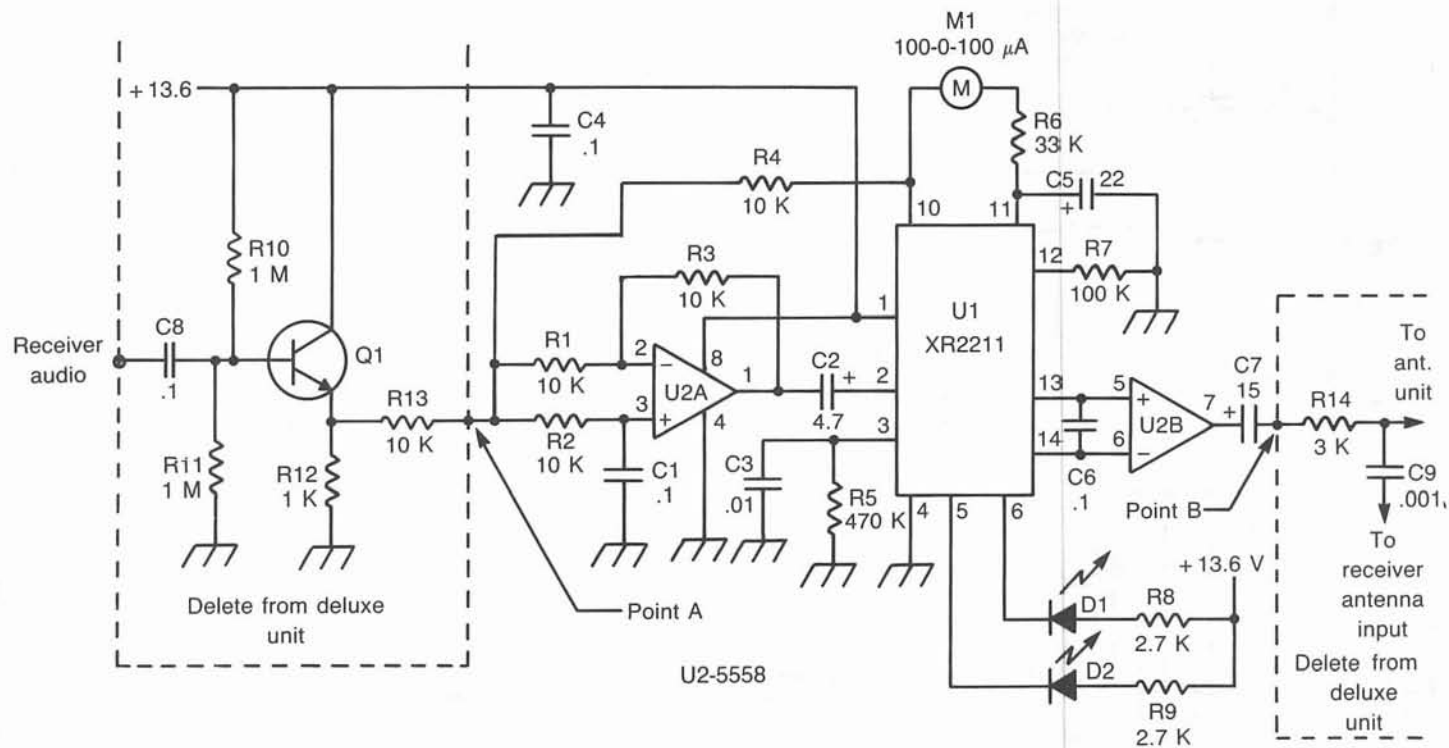 M1
100-0-100 µA
M
+ 13.6
C4
.1
R4
10 K
R6
33 K
C5
22
+
10
11
12
R7
100 K
R10
1 M
R3
10 K
1
U1
XR2211
Receiver
audio
C8
.1
Q1
R1
10 K
2
−
8
U2A
1
C2
+
4.7
2
13
5
+
U2B
7
C7
15
+
R14
3 K
To
ant.
unit
R13
10 K
R2
10 K
3
+
4
3
14
6
−
C6
.1
R11
1 M
R12
1 K
C1
.1
C3
.01
R5
470 K
4
5
6
Point B
C9
.001
To
receiver
antenna
input
+ 13.6 V
Delete from deluxe
unit
Point A
D1
R8
2.7 K
U2-5558
D2
R9
2.7 K
Delete from
deluxe
unit